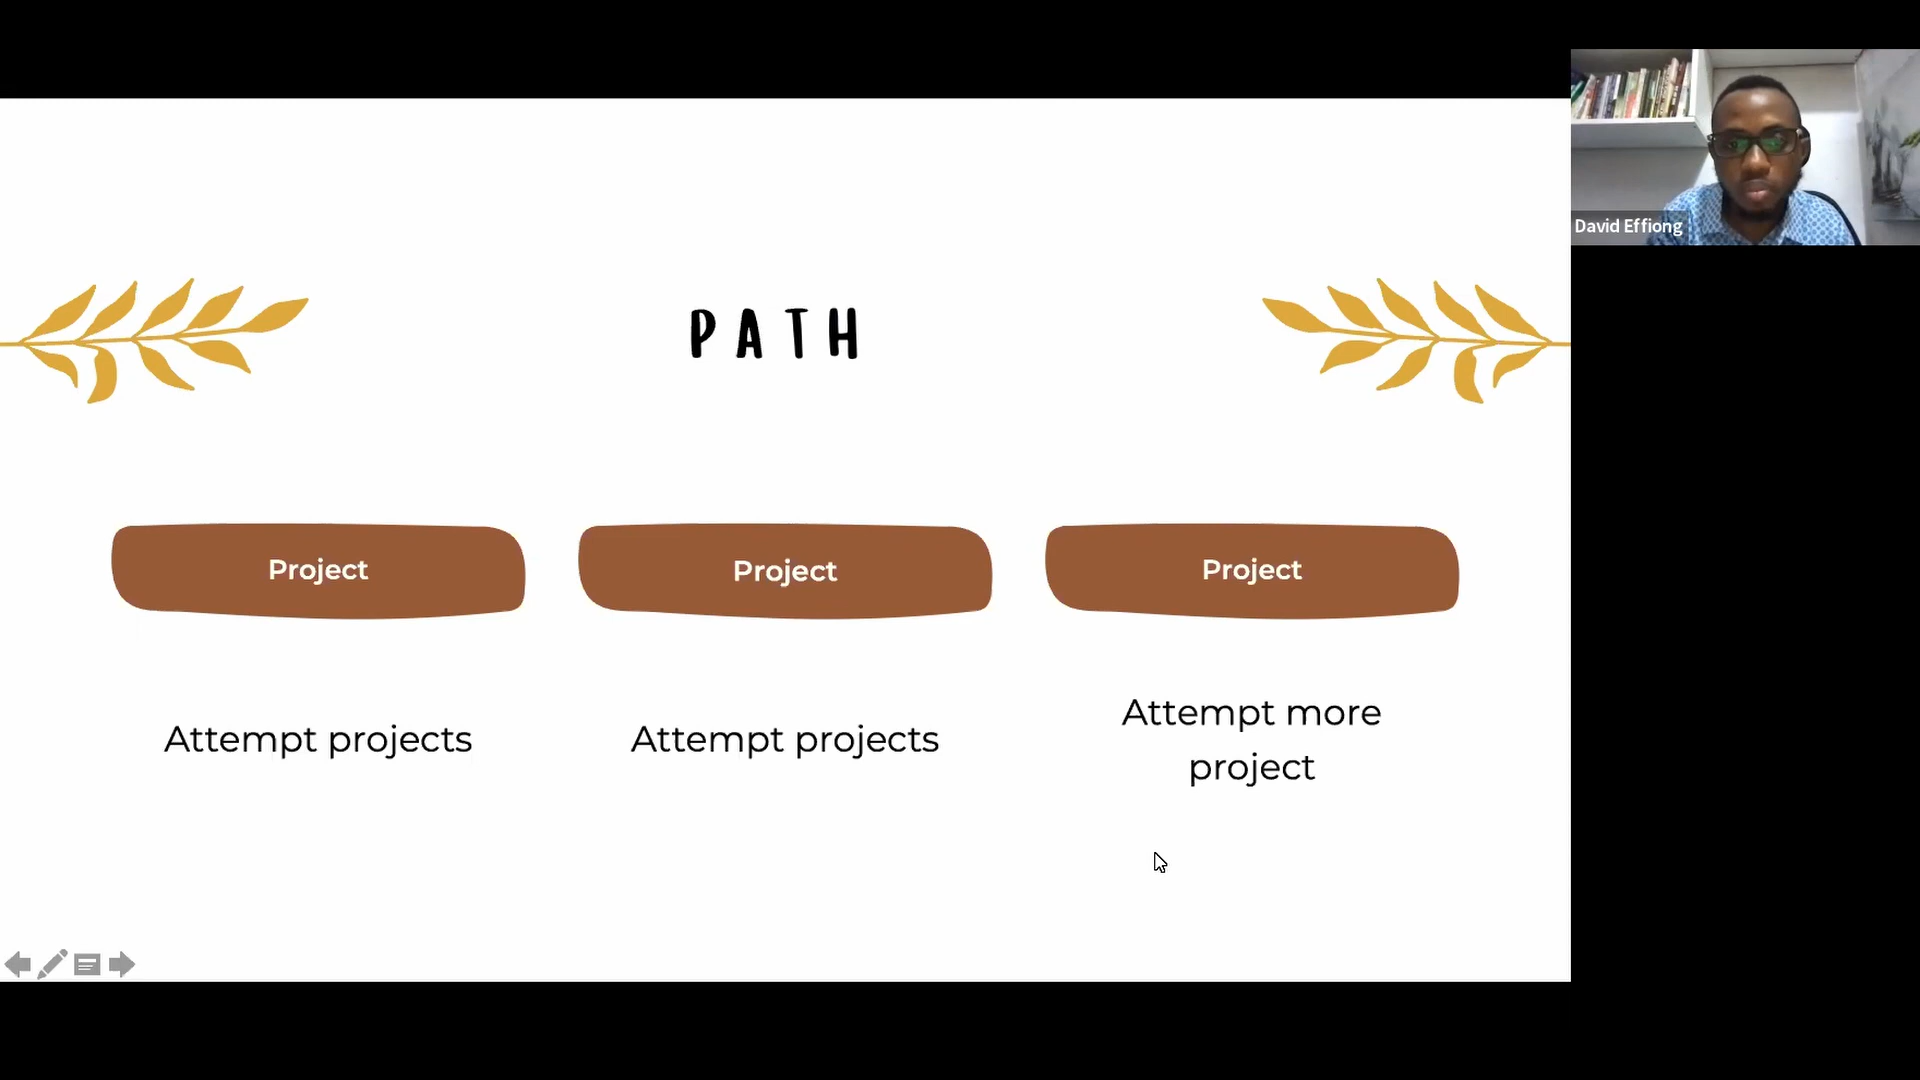 David Effiong
PATH
Project
Project
Project
Attempt projects
Attempt projects
Attempt more
project